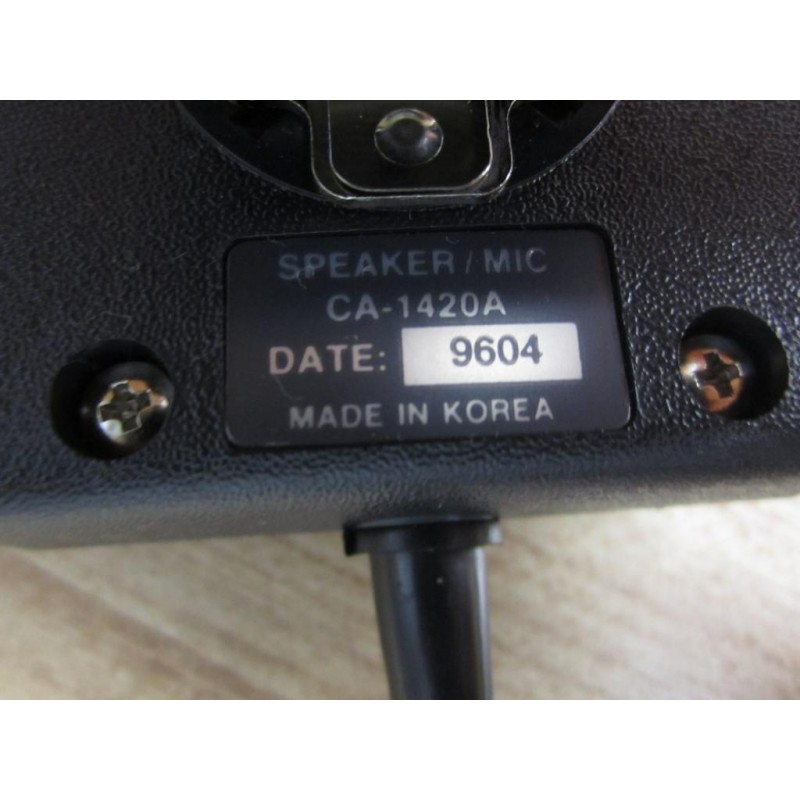 SPEAKER / MIC
CA-1420A
DATE: 9604
MADE IN KOREA